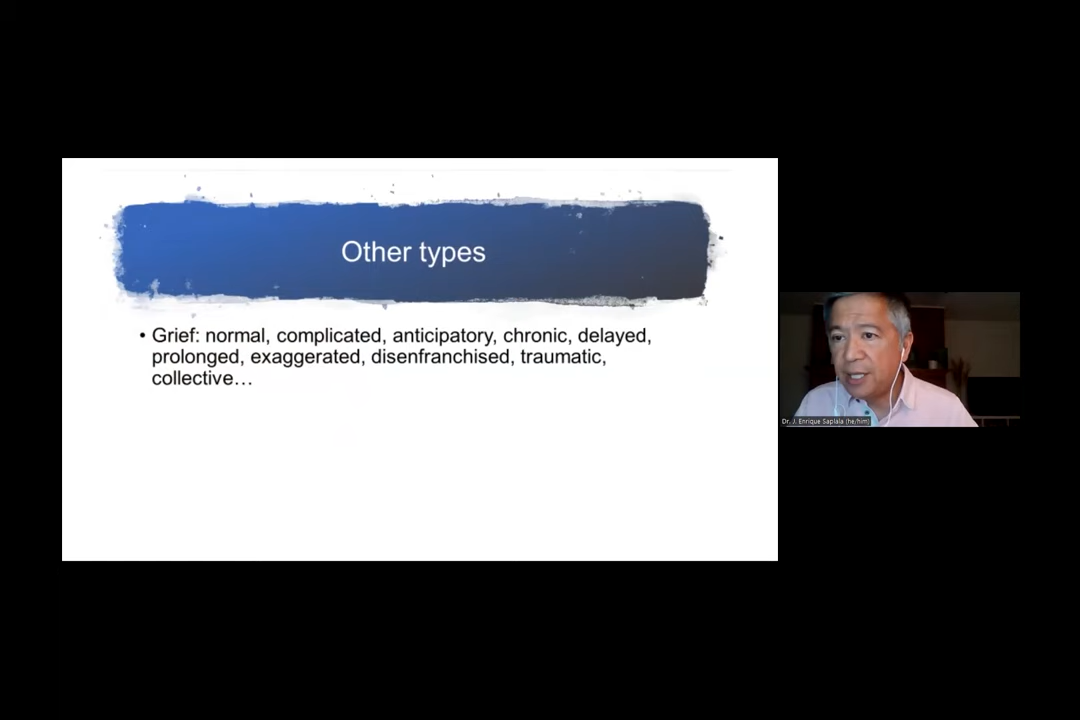 Other types
• Grief: normal, complicated, anticipatory, chronic, delayed,
prolonged, exaggerated, disenfranchised, traumatic,
collective…
Dr. J. Enrique Saplala (he/him)